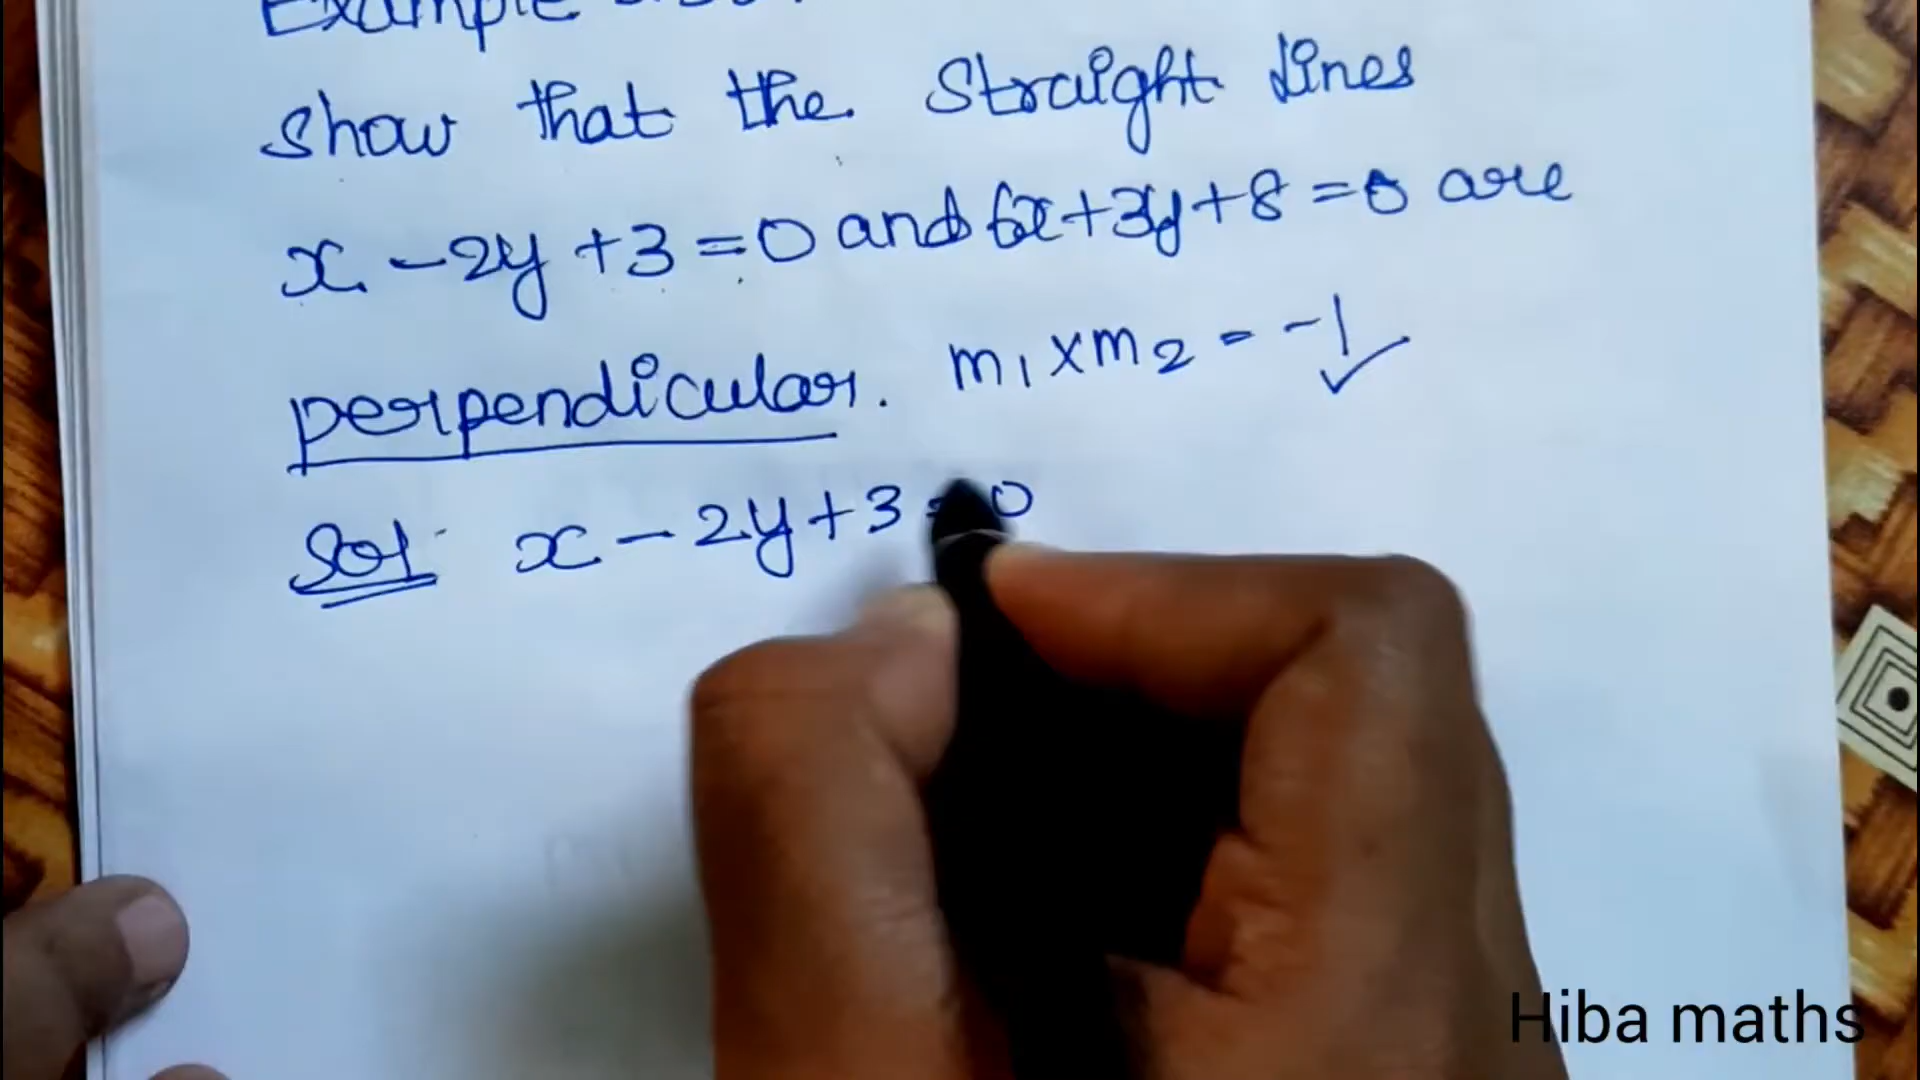 Example
Show that the Straight lines
x - 2y + 3 = 0 and 6x + 3y + 8 = 0 are
perpendicular. m1 x m2 = -1 ✓
Sol x - 2y + 3 = 0
Hiba maths